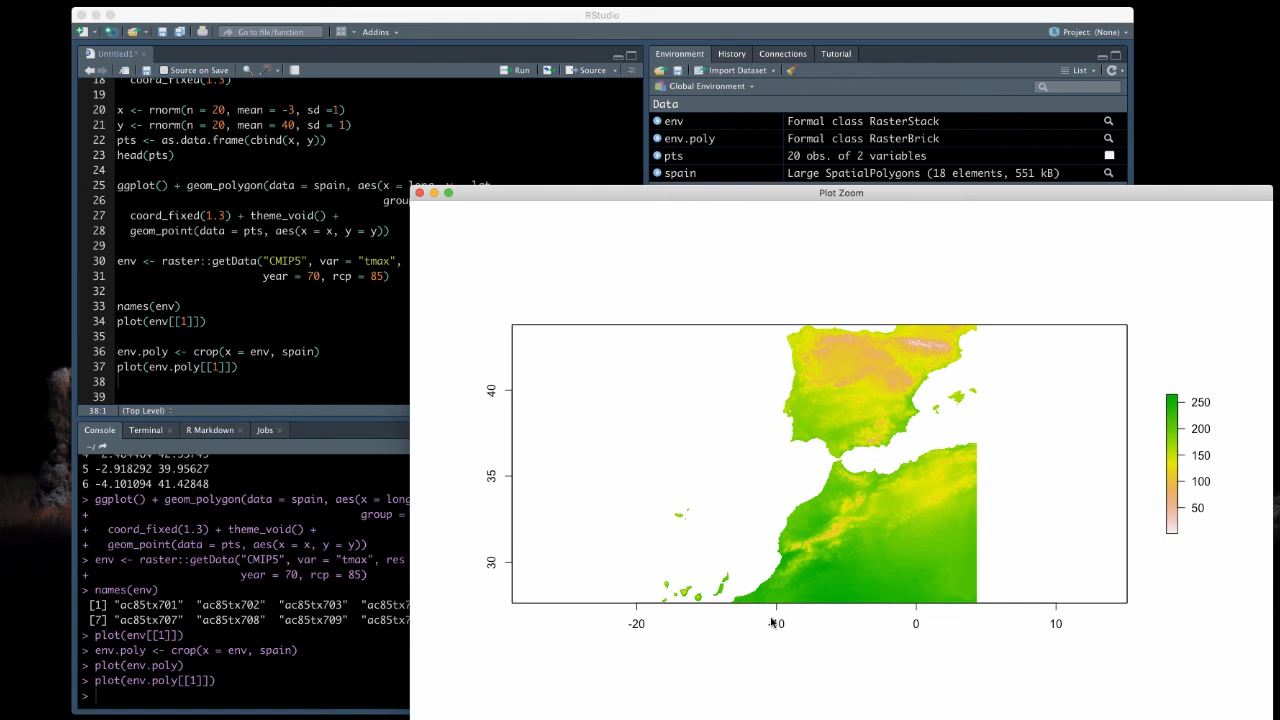 RStudio
Go to file/function
Addins
Project: (None)
Untitled1*
Source on Save
Run
Source
18 coord_fixed(1.3)
19
20 x <- rnorm(n = 20, mean = -3, sd =1)
21 y <- rnorm(n = 20, mean = 40, sd = 1)
22 pts <- as.data.frame(cbind(x, y))
23 head(pts)
24
25 ggplot() + geom_polygon(data = spain, aes(x = long, y = lat,
26 grou
27 coord_fixed(1.3) + theme_void() +
28 geom_point(data = pts, aes(x = x, y = y))
29
30 env <- raster::getData("CMIP5", var = "tmax",
31 year = 70, rcp = 85)
32
33 names(env)
34 plot(env[[1]])
35
36 env.poly <- crop(x = env, spain)
37 plot(env.poly[[1]])
38
39
38:1 (Top Level)
Environment History Connections Tutorial
Import Dataset
List
Global Environment
Data
env Formal class RasterStack
env.poly Formal class RasterBrick
pts 20 obs. of 2 variables
spain Large SpatialPolygons (18 elements, 551 kB)
Console Terminal R Markdown Jobs
~/
5 -2.918292 39.95627
6 -4.101094 41.42848
> ggplot() + geom_polygon(data = spain, aes(x = long
+ group =
+ coord_fixed(1.3) + theme_void() +
+ geom_point(data = pts, aes(x = x, y = y))
> env <- raster::getData("CMIP5", var = "tmax", res
+ year = 70, rcp = 85)
> names(env)
[1] "ac85tx701" "ac85tx702" "ac85tx703" "ac85tx7
[7] "ac85tx707" "ac85tx708" "ac85tx709" "ac85tx7
> plot(env[[1]])
> env.poly <- crop(x = env, spain)
> plot(env.poly)
> plot(env.poly[[1]])
>
Plot Zoom
40
35
30
-20 -10 0 10
250
200
150
100
50